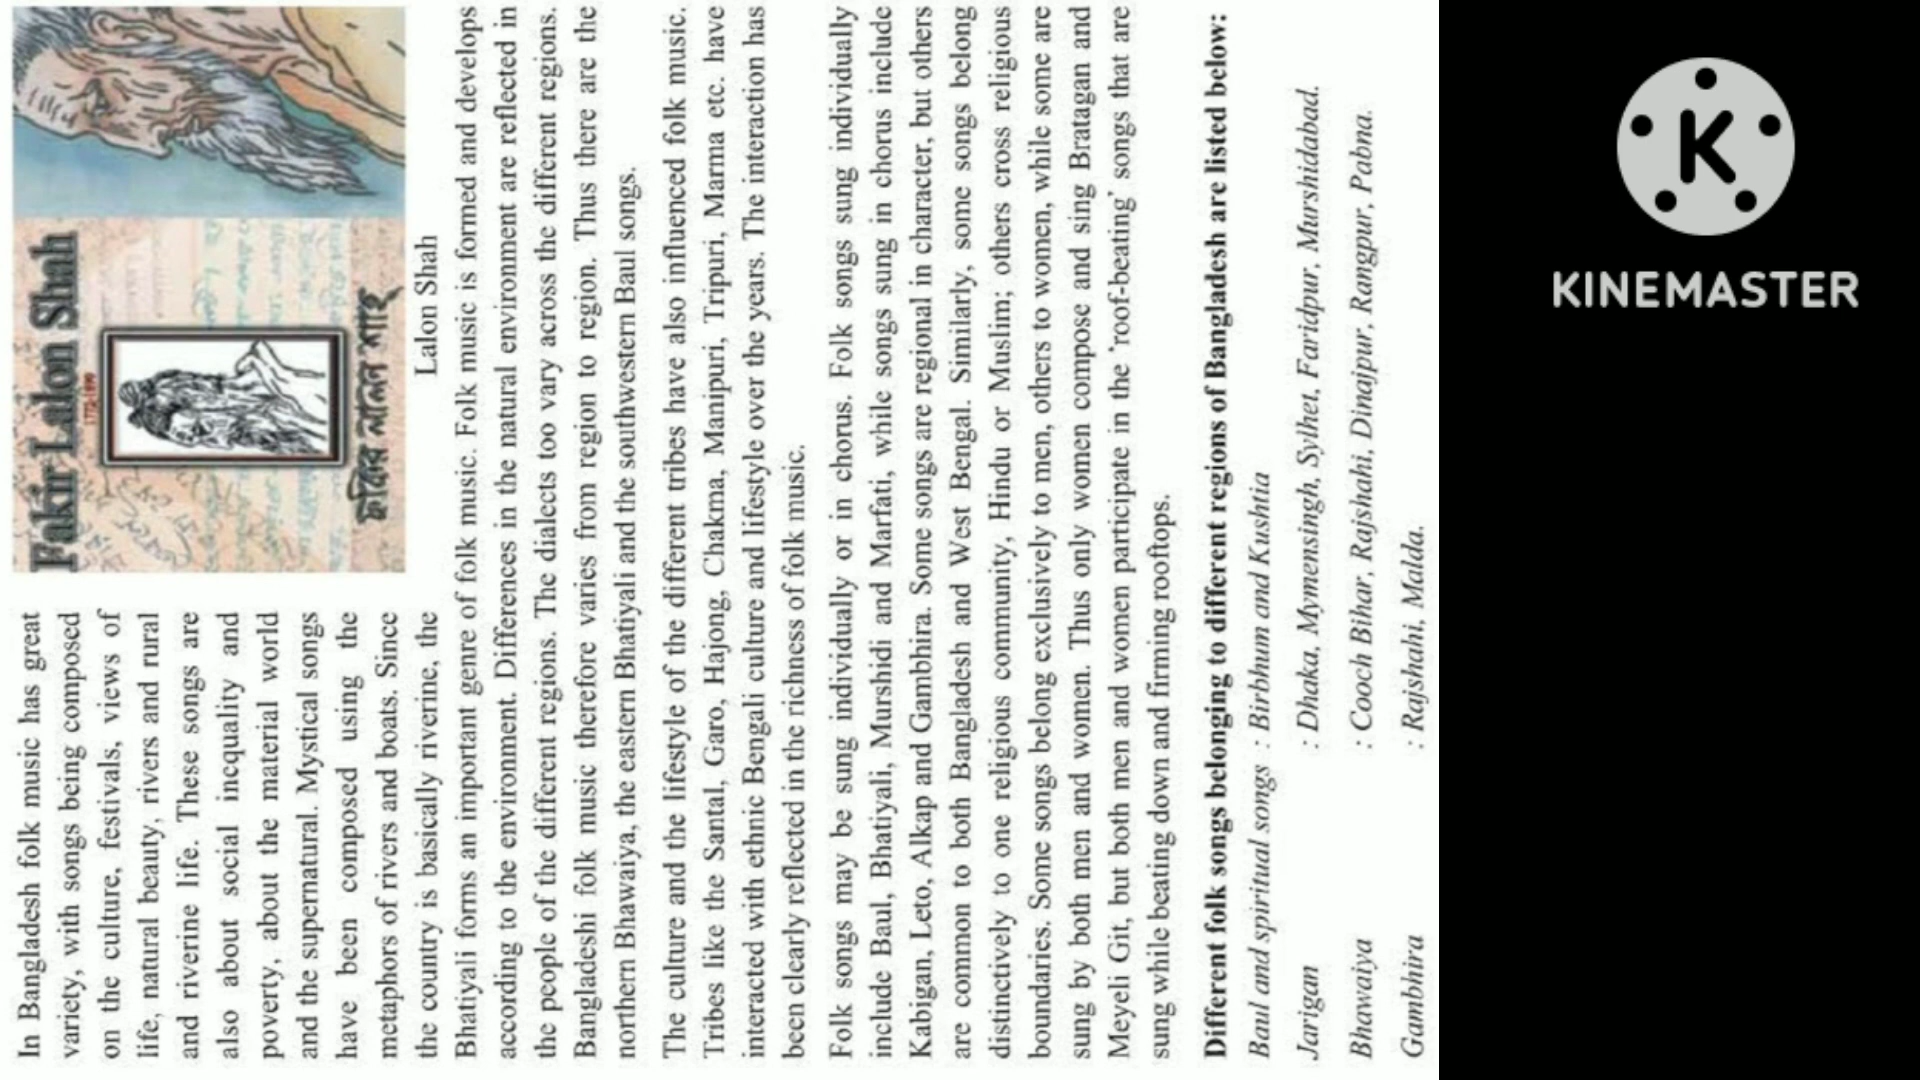 In Bangladesh folk music has great
variety, with songs being composed
on the culture, festivals, views of
life, natural beauty, rivers and rural
and riverine life. These songs are
also about social inequality and
poverty, about the material world
and the supernatural. Mystical songs
have been composed using the
metaphors of rivers and boats. Since
the country is basically riverine, the
Fakir Lalon Shah
ফকির লালন শাহ্
Lalon Shah
Bhatiyali forms an important genre of folk music. Folk music is formed and develops
according to the environment. Differences in the natural environment are reflected in
the people of the different regions. The dialects too vary across the different regions.
Bangladeshi folk music therefore varies from region to region. Thus there are the
northern Bhawaiya, the eastern Bhatiyali and the southwestern Baul songs.
The culture and the lifestyle of the different tribes have also influenced folk music.
Tribes like the Santal, Garo, Hajong, Chakma, Manipuri, Tripuri, Marma etc. have
interacted with ethnic Bengali culture and lifestyle over the years. The interaction has
been clearly reflected in the richness of folk music.
Folk songs may be sung individually or in chorus. Folk songs sung individually
include Baul, Bhatiyali, Murshidi and Marfati, while songs sung in chorus include
Kabigan, Leto, Alkap and Gambhira. Some songs are regional in character, but others
are common to both Bangladesh and West Bengal. Similarly, some songs belong
distinctively to one religious community, Hindu or Muslim; others cross religious
boundaries. Some songs belong exclusively to men, others to women, while some are
sung by both men and women. Thus only women compose and sing Bratagan and
Meyeli Git, but both men and women participate in the 'roof-beating' songs that are
sung while beating down and firming rooftops.
Different folk songs belonging to different regions of Bangladesh are listed below:
Baul and spiritual songs : Birbhum and Kushtia
Jarigan : Dhaka, Mymensingh, Sylhet, Faridpur, Murshidabad.
Bhawaiya : Cooch Bihar, Rajshahi, Dinajpur, Rangpur, Pabna.
Gambhira : Rajshahi, Malda.
K
KINEMASTER